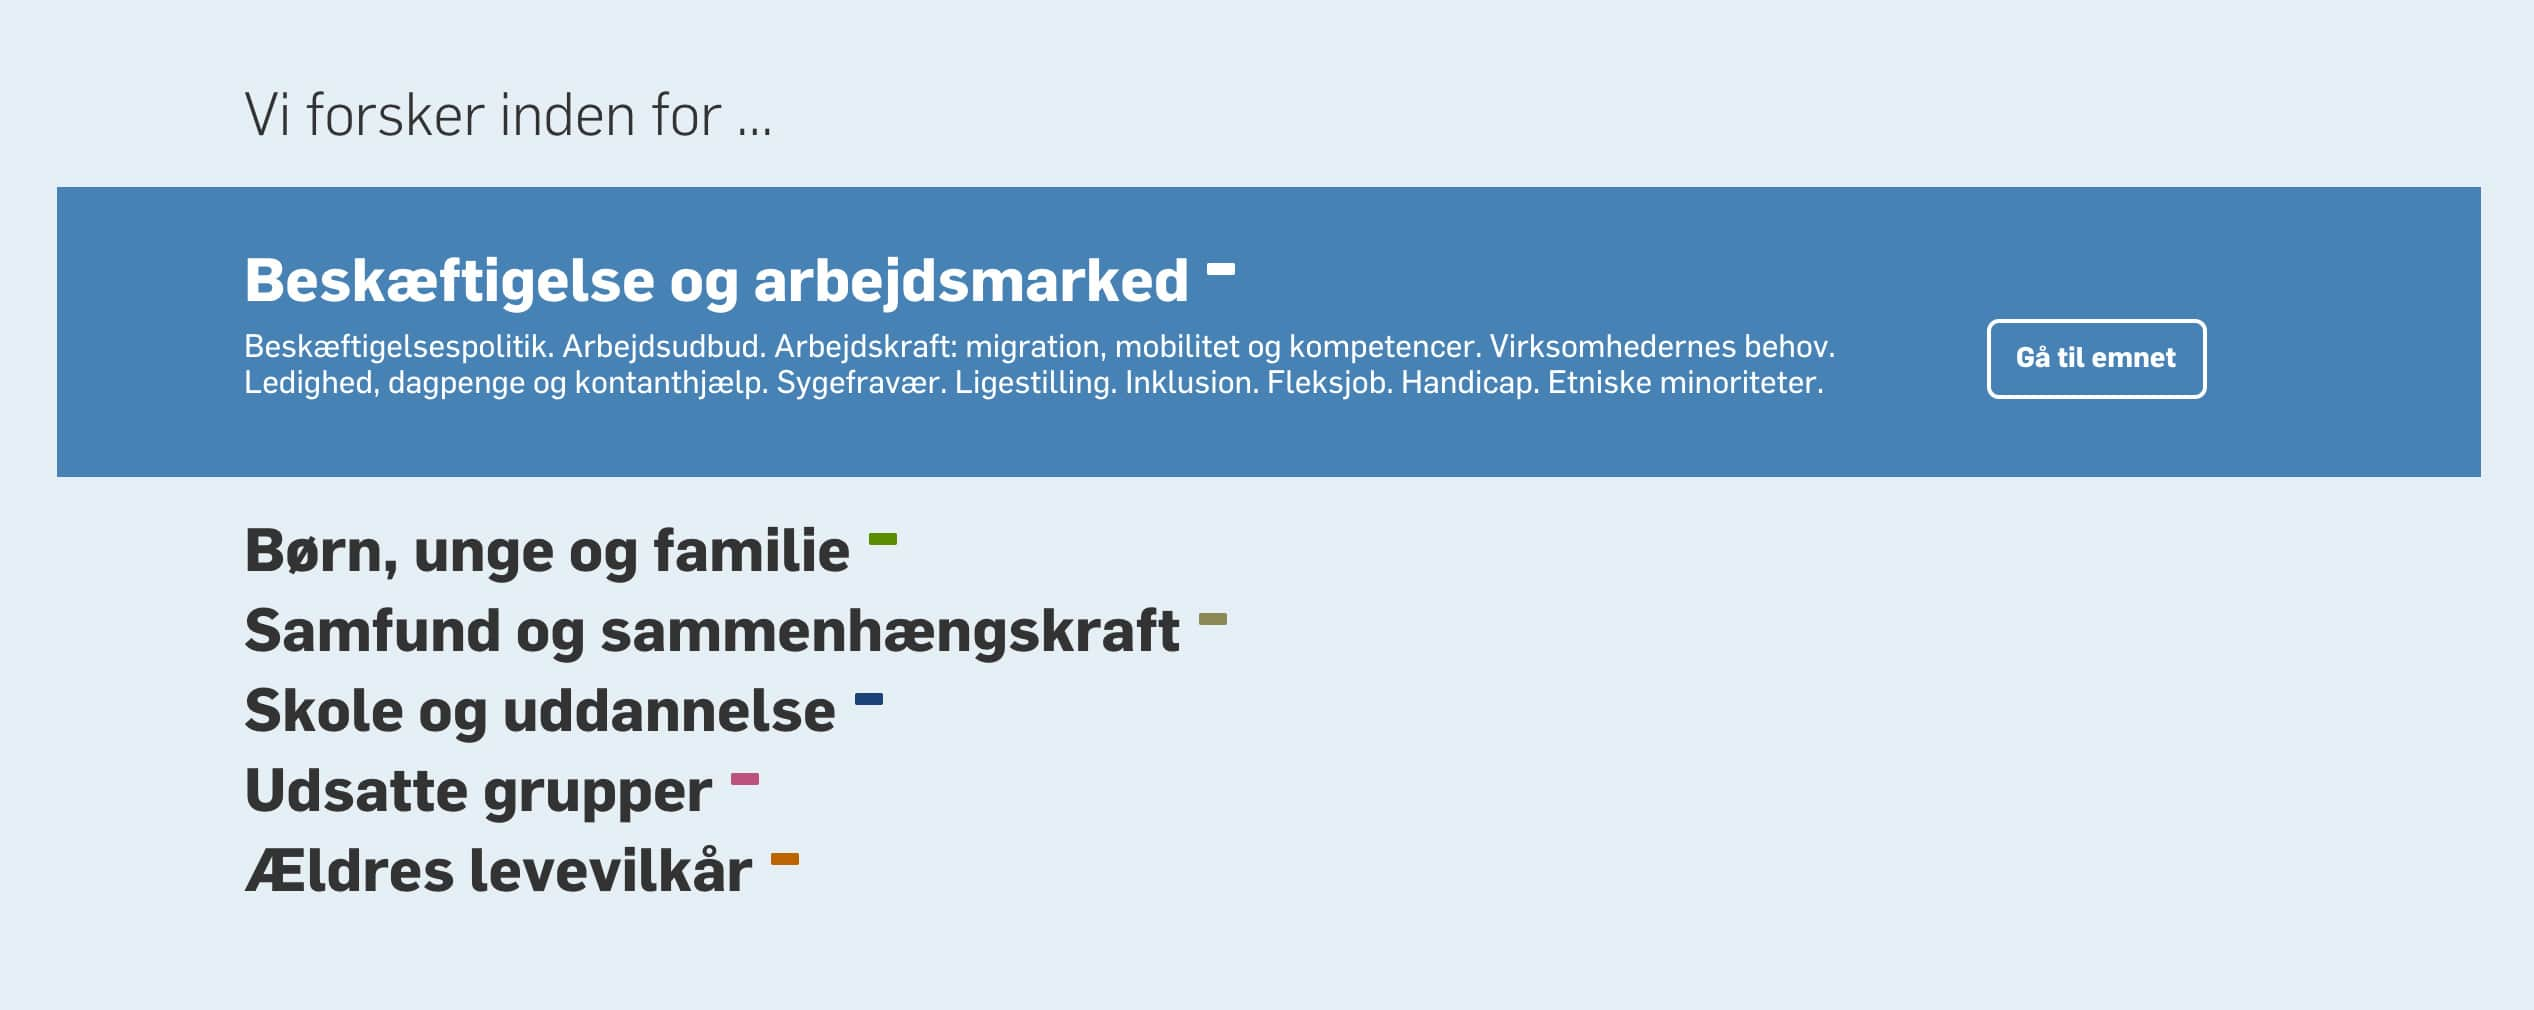 Vi forsker inden for ...
Beskæftigelse og arbejdsmarked
Beskæftigelsespolitik. Arbejdsudbud. Arbejdskraft: migration, mobilitet og kompetencer. Virksomhedernes behov.
Ledighed, dagpenge og kontanthjælp. Sygefravær. Ligestilling. Inklusion. Fleksjob. Handicap. Etniske minoriteter.
Gå til emnet
Børn, unge og familie
Samfund og sammenhængskraft
Skole og uddannelse
Udsatte grupper
Ældres levevilkår